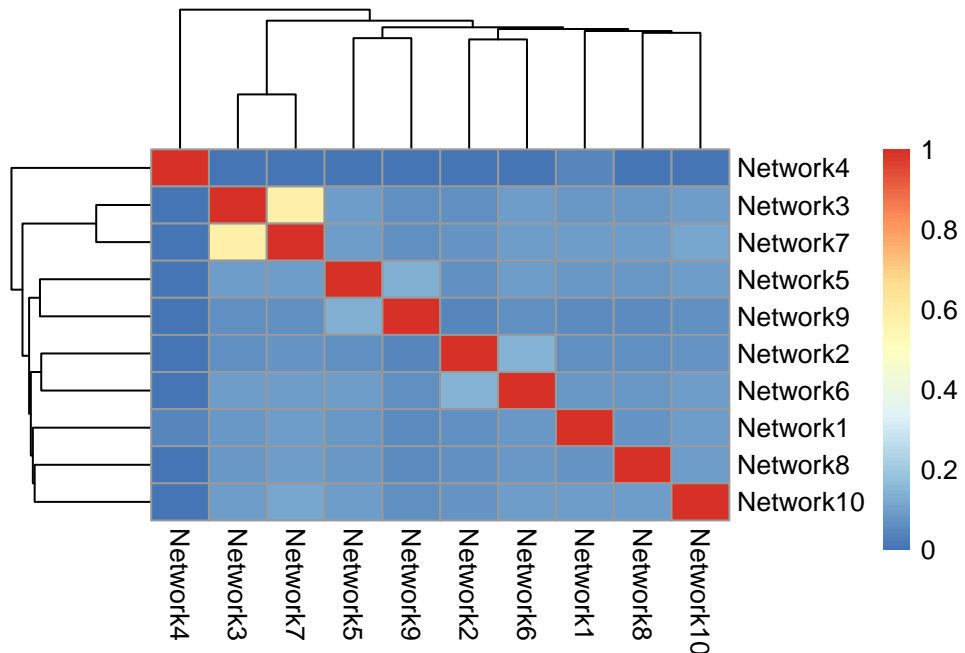 Network4
Network3
Network7
Network5
Network9
Network2
Network6
Network1
Network8
Network10
1
0.8
0.6
0.4
0.2
0
Network4
Network3
Network7
Network5
Network9
Network2
Network6
Network1
Network8
Network10